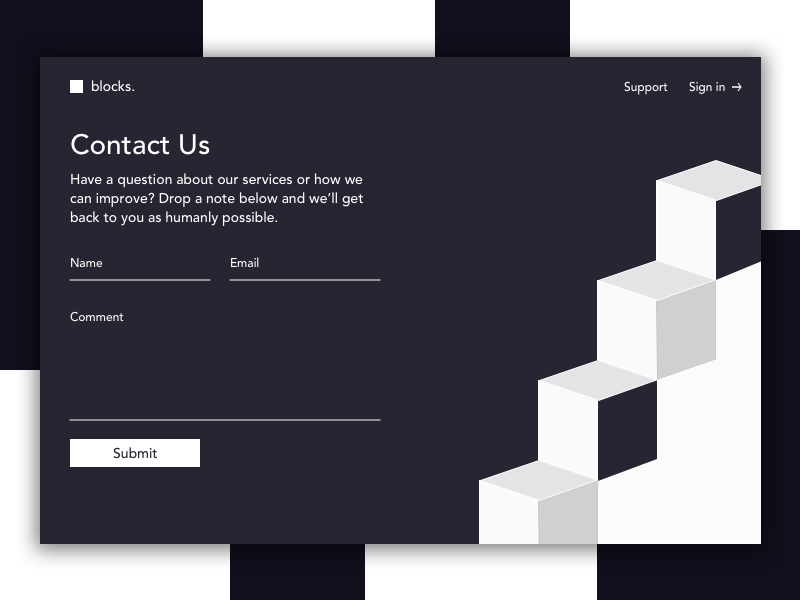 blocks.
Support
Sign in →
Contact Us
Have a question about our services or how we
can improve? Drop a note below and we’ll get
back to you as humanly possible.
Name
Email
Comment
Submit